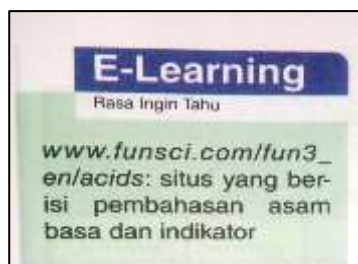 E-Learning
Rasa Ingin Tahu
www.funsci.com/fun3_
en/acids: situs yang ber-
isi pembahasan asam
basa dan indikator